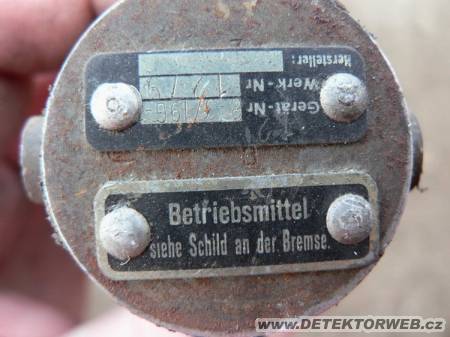 Hersteller:
Werk-Nr
Gerät-Nr
Betriebsmittel
siehe Schild an der Bremse.
© WWW.DETEKTORWEB.CZ